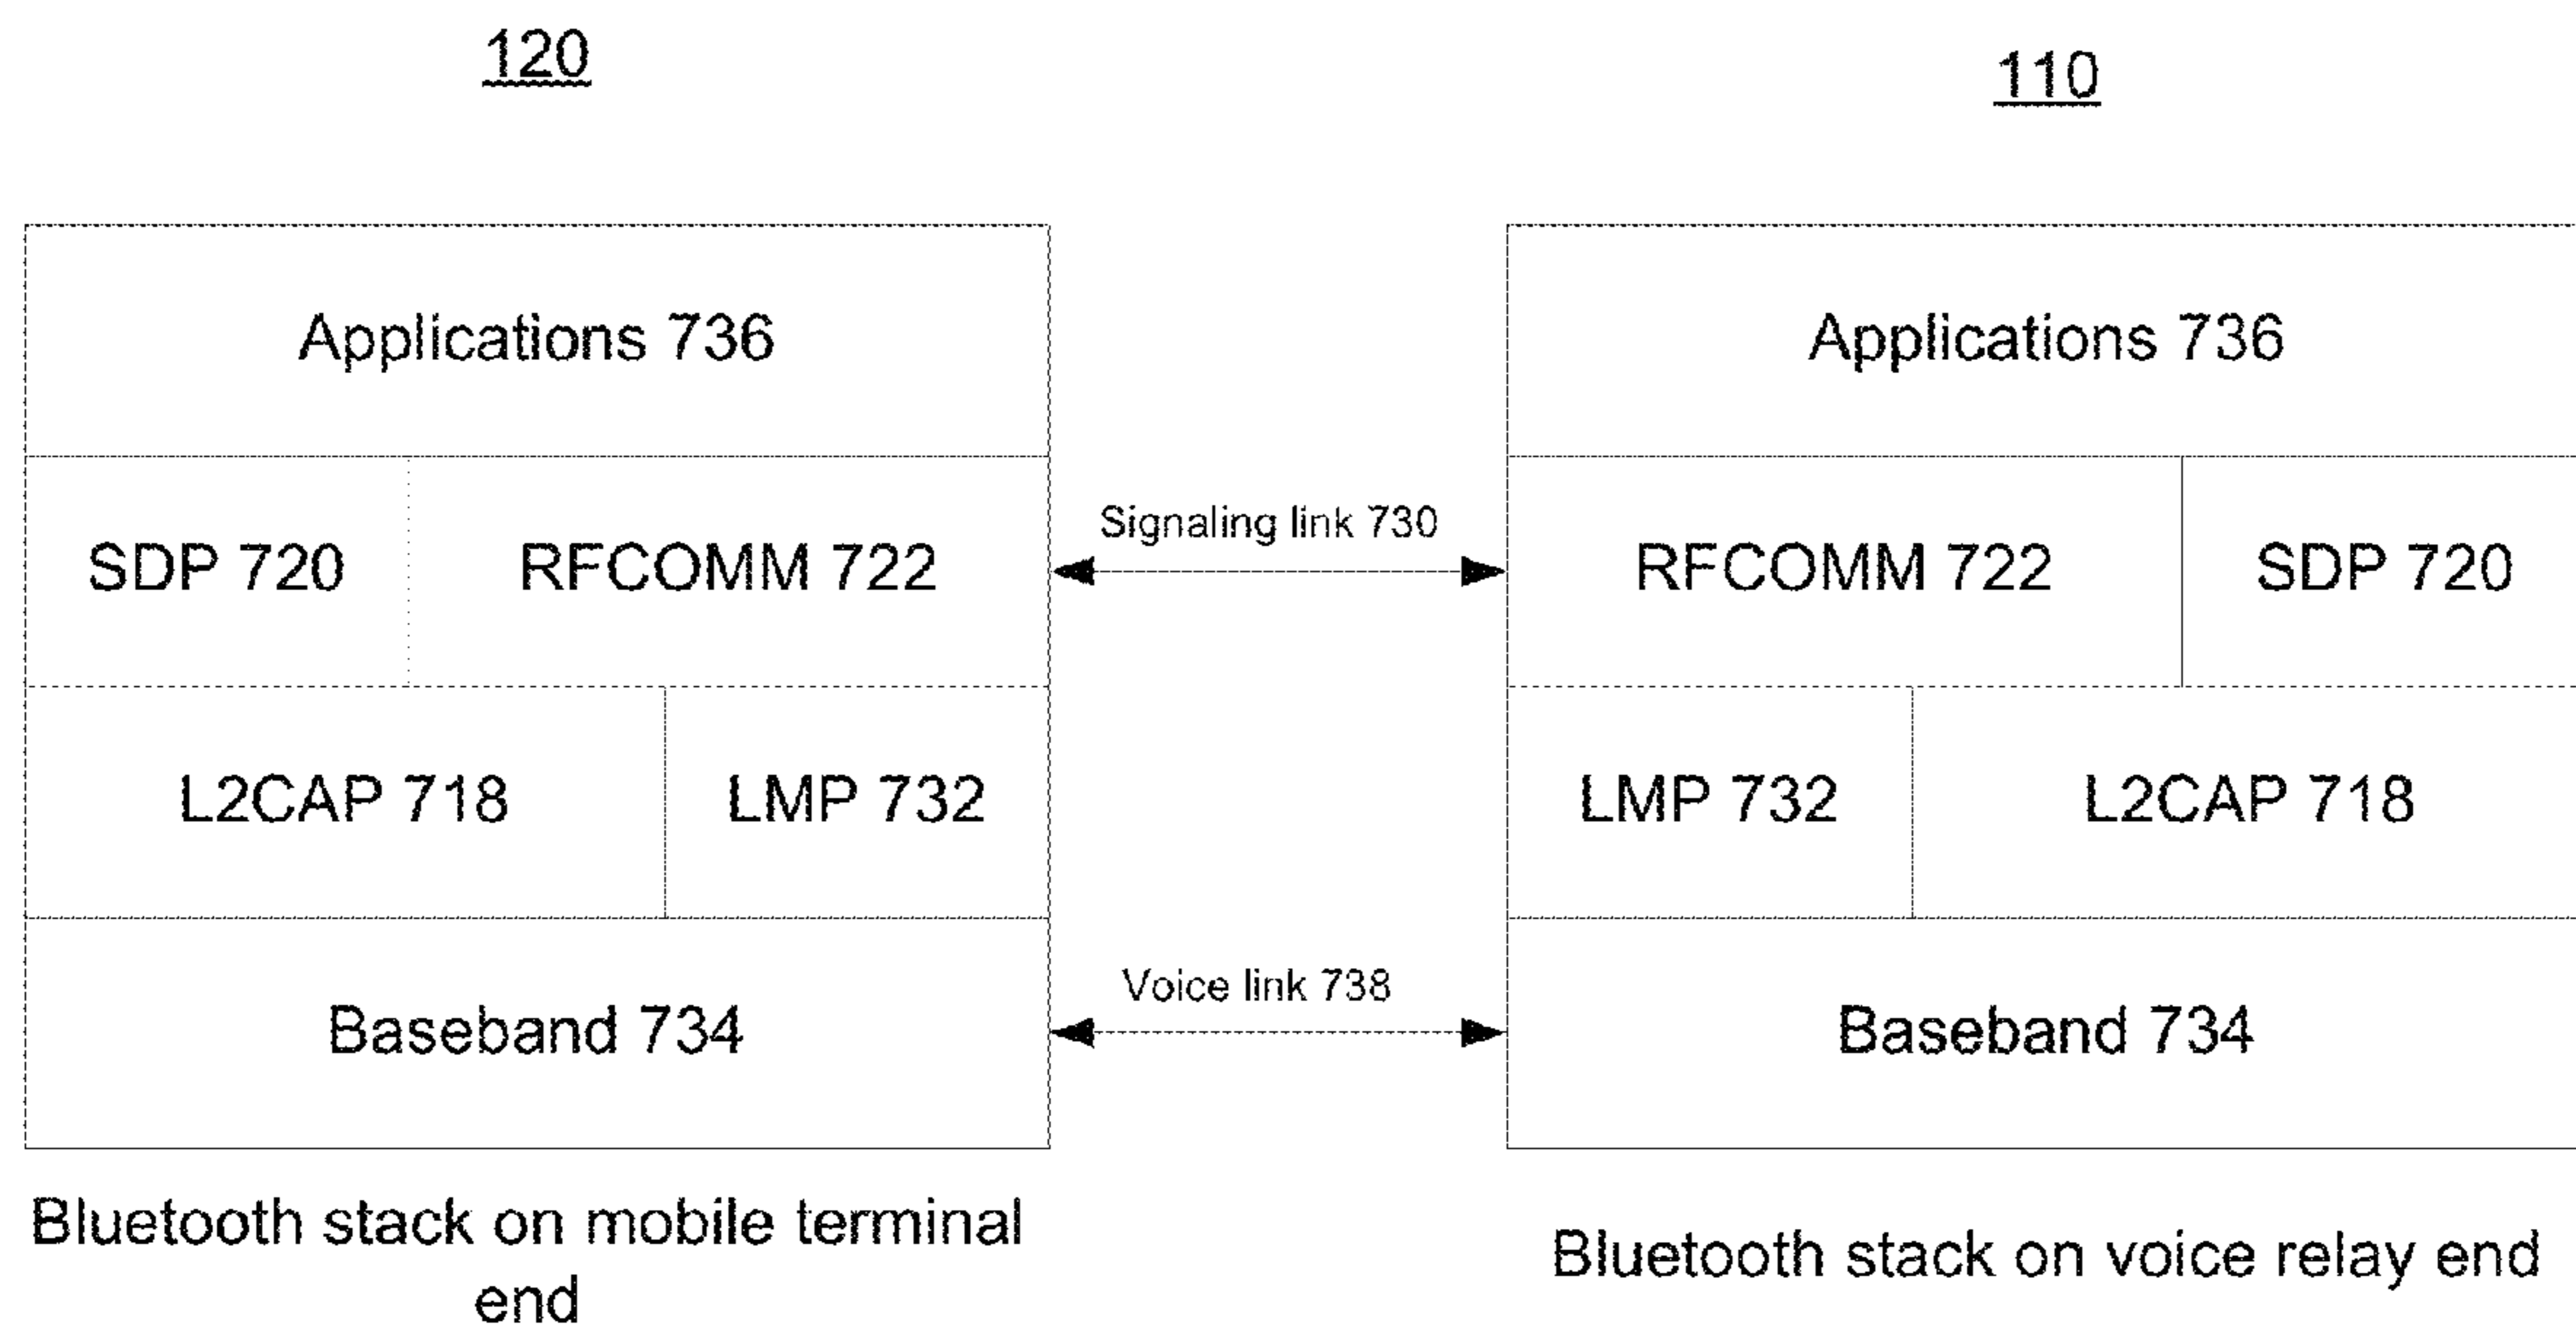 120
110
Applications 736
Applications 736
SDP 720
RFCOMM 722
Signaling link 730
RFCOMM 722
SDP 720
L2CAP 718
LMP 732
LMP 732
L2CAP 718
Baseband 734
Voice link 738
Baseband 734
Bluetooth stack on mobile terminal
end
Bluetooth stack on voice relay end